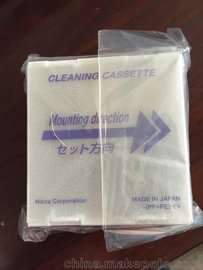 CLEANING CASSETTE
Mounting direction
セット方向
Nisca Corporation
MADE IN JAPAN
china.makepolo.com